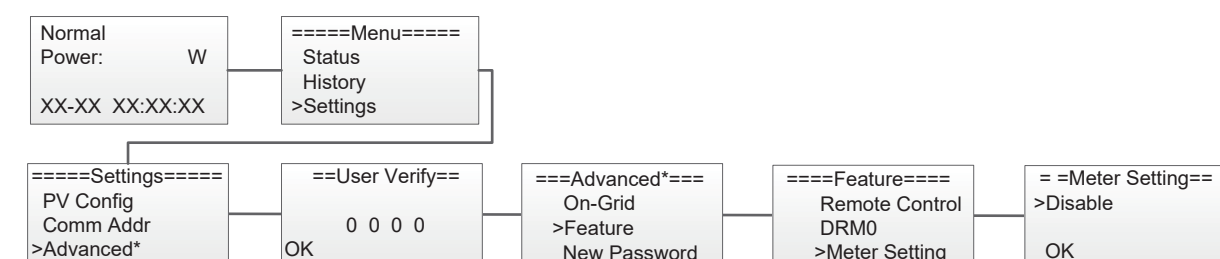 Normal
Power: W
XX-XX XX:XX:XX
=====Menu=====
Status
History
>Settings
=====Settings=====
PV Config
Comm Addr
>Advanced*
==User Verify==
0 0 0 0
OK
===Advanced*===
On-Grid
>Feature
New Password
====Feature====
Remote Control
DRM0
>Meter Setting
= =Meter Setting==
>Disable
OK